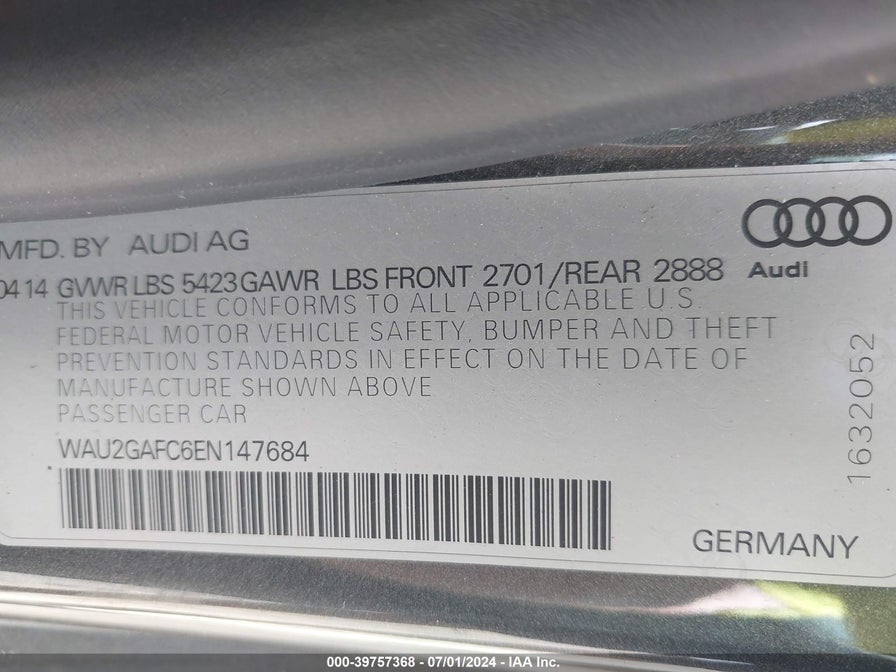 MFD. BY AUDI AG
0414 GVWR LBS 5423 GAWR LBS FRONT 2701/REAR 2888
Audi
THIS VEHICLE CONFORMS TO ALL APPLICABLE U.S.
FEDERAL MOTOR VEHICLE SAFETY, BUMPER AND THEFT
PREVENTION STANDARDS IN EFFECT ON THE DATE OF
MANUFACTURE SHOWN ABOVE
PASSENGER CAR
WAU2GAFC6EN147684
1632052
GERMANY
000-39757368 - 07/01/2024 - IAA Inc.